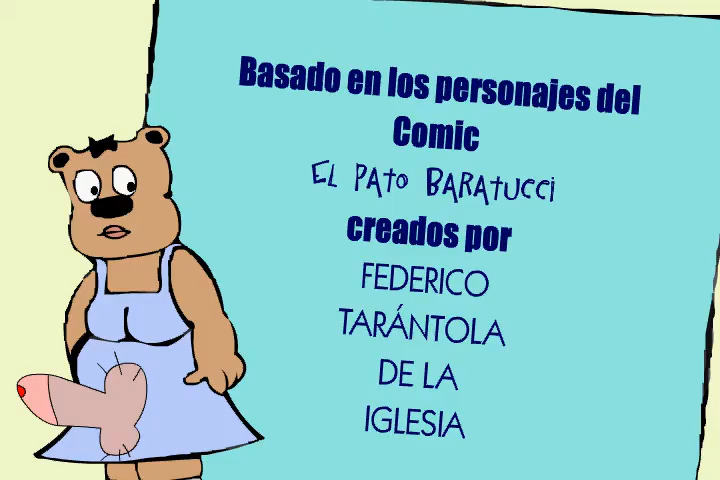 Basado en los personajes del
Comic
EL PATO BARATUCCI
creados por
FEDERICO
TARÁNTOLA
DE LA
IGLESIA